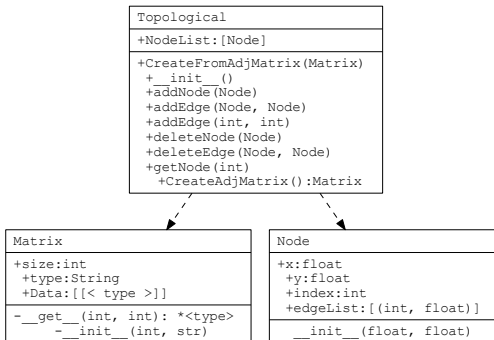 Topological
+NodeList:[Node]
+CreateFromAdjMatrix(Matrix)
+__init__()
+addNode(Node)
+addEdge(Node, Node)
+addEdge(int, int)
+deleteNode(Node)
+deleteEdge(Node, Node)
+getNode(int)
+CreateAdjMatrix():Matrix
Matrix
+size:int
+type:String
+Data:[[< type >]]
-__get__(int, int): *<type>
-__init__(int, str)
Node
+x:float
+y:float
+index:int
+edgeList:[(int, float)]
__init__(float, float)